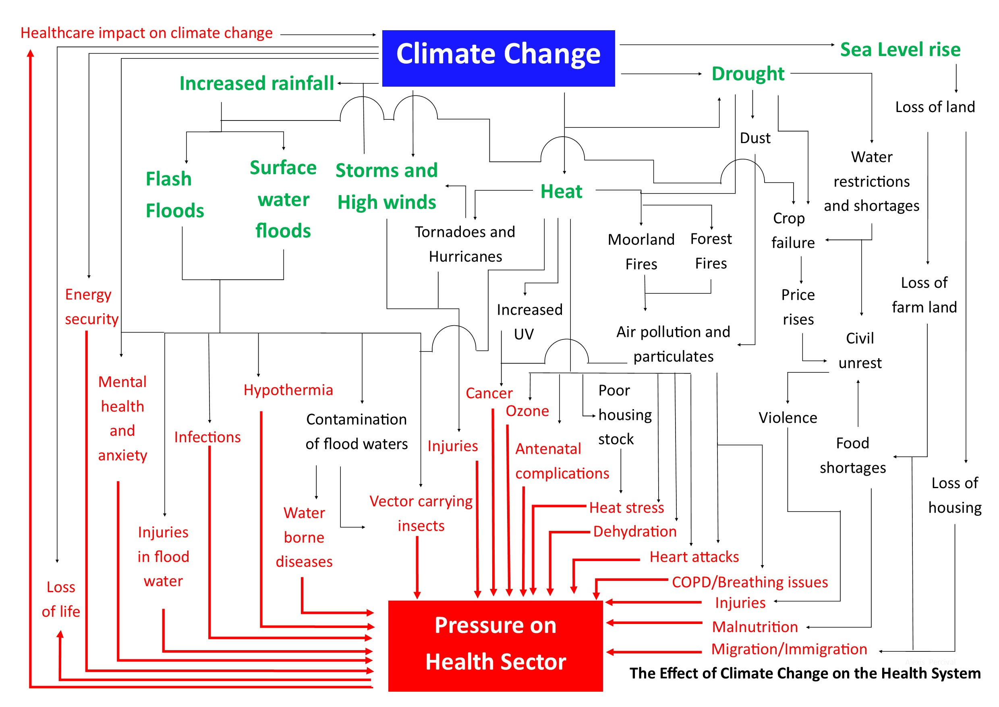 Healthcare impact on climate change
Climate Change
Sea Level rise
Drought
Increased rainfall
Loss of land
Dust
Water
restrictions
and shortages
Flash
Floods
Surface
water
floods
Storms and
High winds
Heat
Tornadoes and
Hurricanes
Moorland
Fires
Forest
Fires
Crop
failure
Energy
security
Increased
UV
Price
rises
Loss of
farm land
Air pollution and
particulates
Civil
unrest
Mental
health
and
anxiety
Hypothermia
Cancer
Ozone
Poor
housing
stock
Infections
Contamination
of flood waters
Injuries
Antenatal
complications
Violence
Food
shortages
Loss of
housing
Water
borne
diseases
Vector carrying
insects
Heat stress
Dehydration
Injuries
in flood
water
Heart attacks
Loss
of life
COPD/Breathing issues
Injuries
Malnutrition
Migration/Immigration
Pressure on
Health Sector
Alexis Percival
The Effect of Climate Change on the Health System